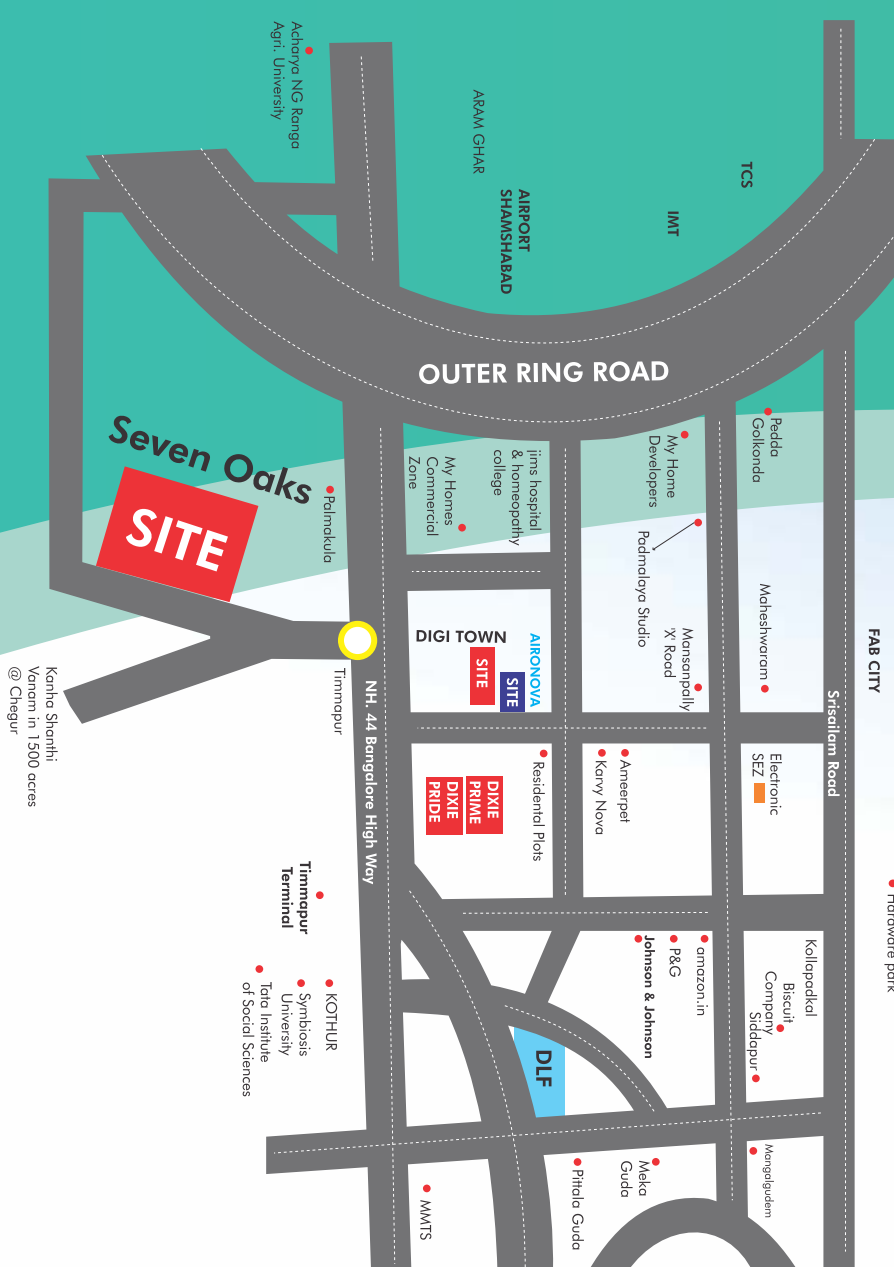 Acharya NG Ranga
Agri. University
ARAM GHAR
AIRPORT
SHAMSHABAD
TCS
IMT
OUTER RING ROAD
Seven Oaks
SITE
Palmakula
My Homes
Commercial
Zone
jims hospital
& homeopathy
college
My Home
Developers
Padmalaya Studio
Pedda
Golkonda
Maheshwaram
FAB CITY
Mansanpally
'X' Road
DIGI TOWN
SITE
AIRONOVA
SITE
Timmapur
Kanha Shanthi
Vanam in 1500 acres
@ Chegur
NH. 44 Bangalore High Way
Srisailam Road
Electronic
SEZ
Ameerpet
Karvy Nova
Residental Plots
DIXIE
PRIME
DIXIE
PRIDE
Hardware park
Timmapur
Terminal
KOTHUR
Symbiosis
University
Tata Institute
of Social Sciences
Kollapadkal
Biscuit
Company
Siddapur
amazon.in
P&G
Johnson & Johnson
DLF
Mangalgudem
Meka
Guda
Pittala Guda
MMTS